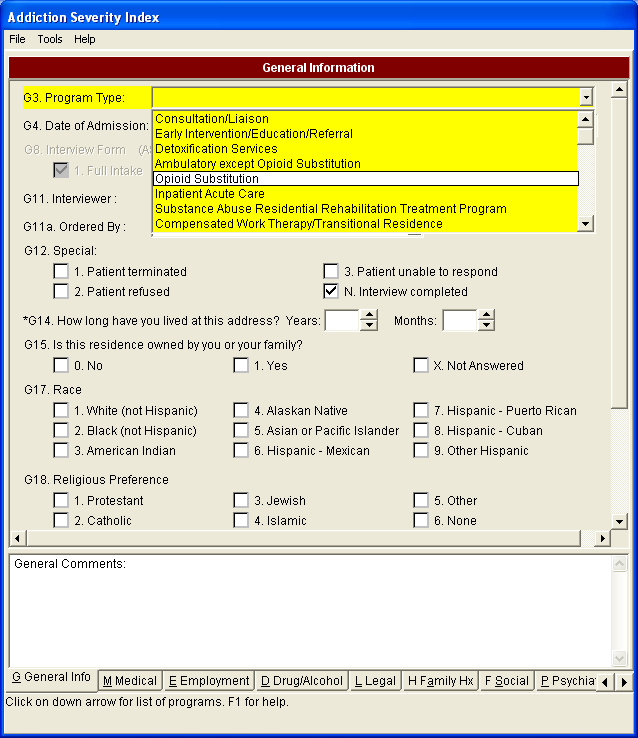 Addiction Severity Index
File Tools Help
General Information
G3. Program Type:
Consultation/Liaison
Early Intervention/Education/Referral
Detoxification Services
Ambulatory except Opioid Substitution
Opioid Substitution
Inpatient Acute Care
Substance Abuse Residential Rehabilitation Treatment Program
Compensated Work Therapy/Transitional Residence
G4. Date of Admission:
G8. Interview Form (AS
1. Full Intake
G11. Interviewer :
G11a. Ordered By :
G12. Special:
1. Patient terminated 3. Patient unable to respond
2. Patient refused N. Interview completed
*G14. How long have you lived at this address? Years: Months:
G15. Is this residence owned by you or your family?
0. No 1. Yes X. Not Answered
G17. Race
1. White (not Hispanic) 4. Alaskan Native 7. Hispanic - Puerto Rican
2. Black (not Hispanic) 5. Asian or Pacific Islander 8. Hispanic - Cuban
3. American Indian 6. Hispanic - Mexican 9. Other Hispanic
G18. Religious Preference
1. Protestant 3. Jewish 5. Other
2. Catholic 4. Islamic 6. None
General Comments:
G General Info M Medical E Employment D Drug/Alcohol L Legal H Family Hx F Social P Psychia
Click on down arrow for list of programs. F1 for help.